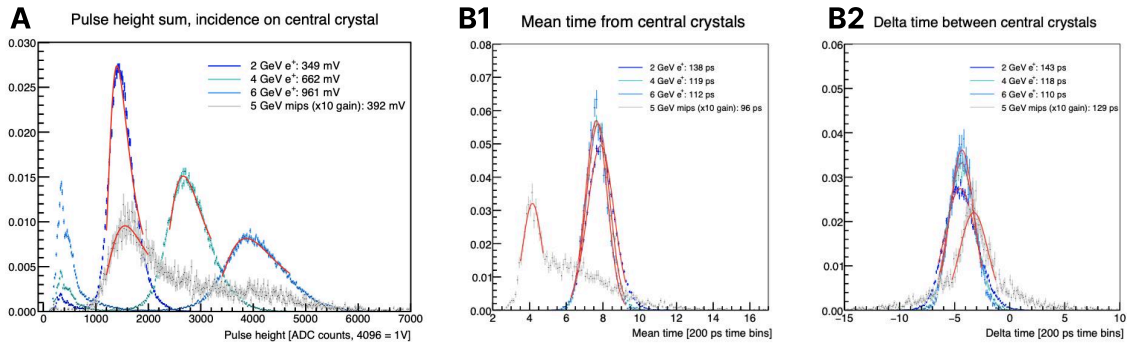 A
Pulse height sum, incidence on central crystal
0.030
0.025
0.020
0.015
0.010
0.005
0.000
2 GeV e⁺: 349 mV
4 GeV e⁺: 662 mV
6 GeV e⁺: 961 mV
5 GeV mips (x10 gain): 392 mV
0 1000 2000 3000 4000 5000 6000 7000
Pulse height [ADC counts, 4096 = 1V]
B1
Mean time from central crystals
0.08
0.07
0.06
0.05
0.04
0.03
0.02
0.01
0.00
2 GeV e⁺: 138 ps
4 GeV e⁺: 119 ps
6 GeV e⁺: 112 ps
5 GeV mips (x10 gain): 96 ps
2 4 6 8 10 12 14 16
Mean time [200 ps time bins]
B2
Delta time between central crystals
0.06
0.05
0.04
0.03
0.02
0.01
0.00
2 GeV e⁺: 143 ps
4 GeV e⁺: 118 ps
6 GeV e⁺: 110 ps
5 GeV mips (x10 gain): 129 ps
−15 −10 −5 0 5 10
Delta time [200 ps time bins]